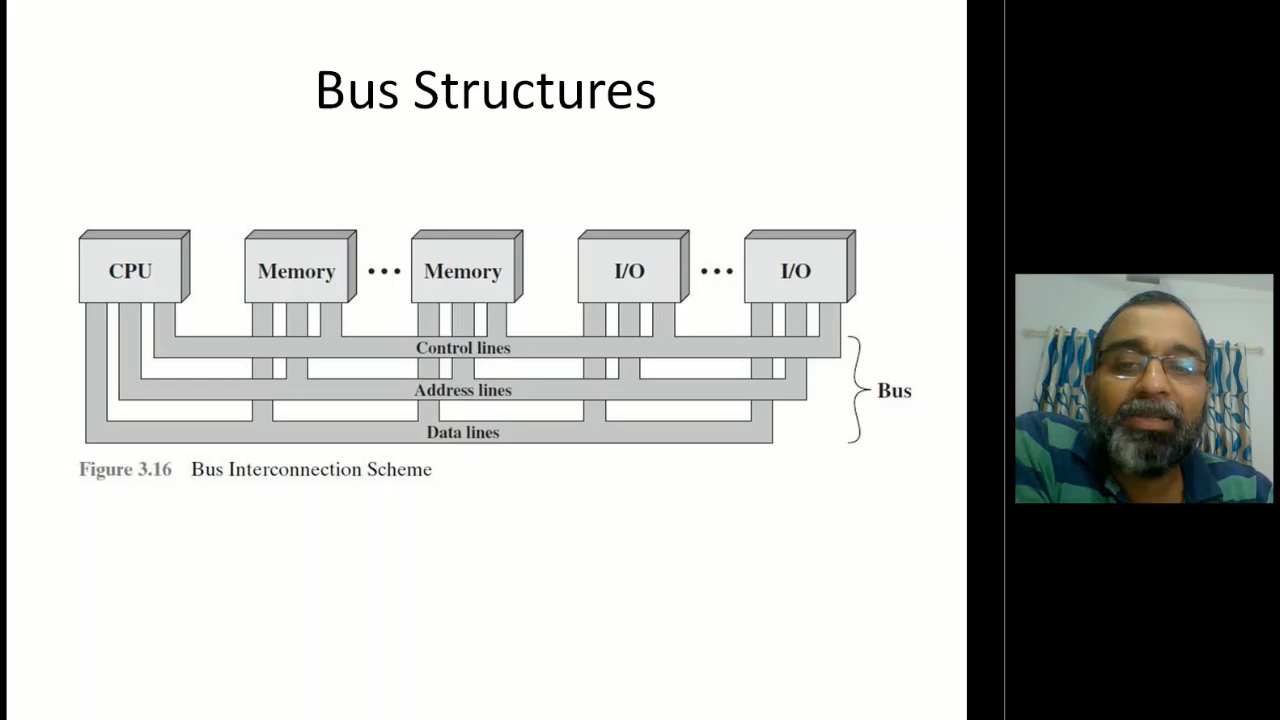 Bus Structures
CPU
Memory
•••
Memory
I/O
•••
I/O
Control lines
Address lines
Data lines
Bus
Figure 3.16 Bus Interconnection Scheme